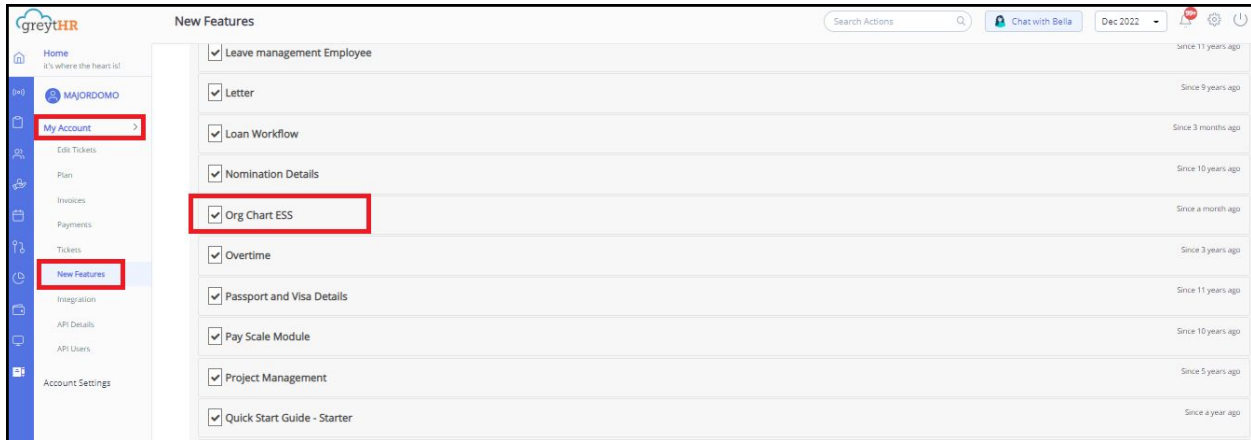 greytHR
New Features
Search Actions
Chat with Bella
Dec 2022
99+
Home
it's where the heart is!
MAJORDOMO
My Account
Edit Tickets
Plan
Invoices
Payments
Tickets
New Features
Integration
API Details
API Users
Account Settings
Leave management Employee
Since 11 years ago
Letter
Since 9 years ago
Loan Workflow
Since 3 months ago
Nomination Details
Since 10 years ago
Org Chart ESS
Since a month ago
Overtime
Since 3 years ago
Passport and Visa Details
Since 11 years ago
Pay Scale Module
Since 10 years ago
Project Management
Since 5 years ago
Quick Start Guide - Starter
Since a year ago